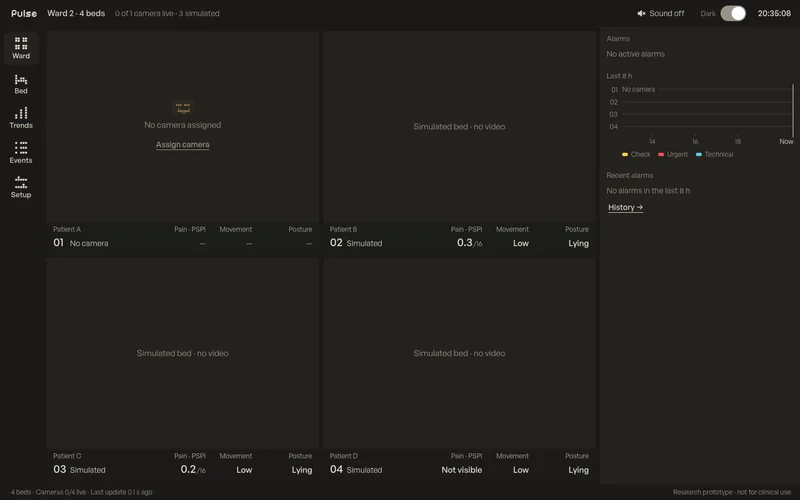 Pulse
Ward 2 · 4 beds
0 of 1 camera live · 3 simulated
Sound off
Dark
20:35:08
Ward
Bed
Trends
Events
Setup
No camera assigned
Assign camera
Patient A
Pain · PSPI
Movement
Posture
01 No camera
–
–
–
Simulated bed · no video
Patient B
Pain · PSPI
Movement
Posture
02 Simulated
0.3/16
Low
Lying
Simulated bed · no video
Patient C
Pain · PSPI
Movement
Posture
03 Simulated
0.2/16
Low
Lying
Simulated bed · no video
Patient D
Pain · PSPI
Movement
Posture
04 Simulated
Not visible
Low
Lying
Alarms
No active alarms
Last 8 h
01 No camera
02
03
04
14
16
18
Now
Check
Urgent
Technical
Recent alarms
No alarms in the last 8 h
History →
4 beds · Cameras 0/4 live · Last update 0.1 s ago
Research prototype · not for clinical use